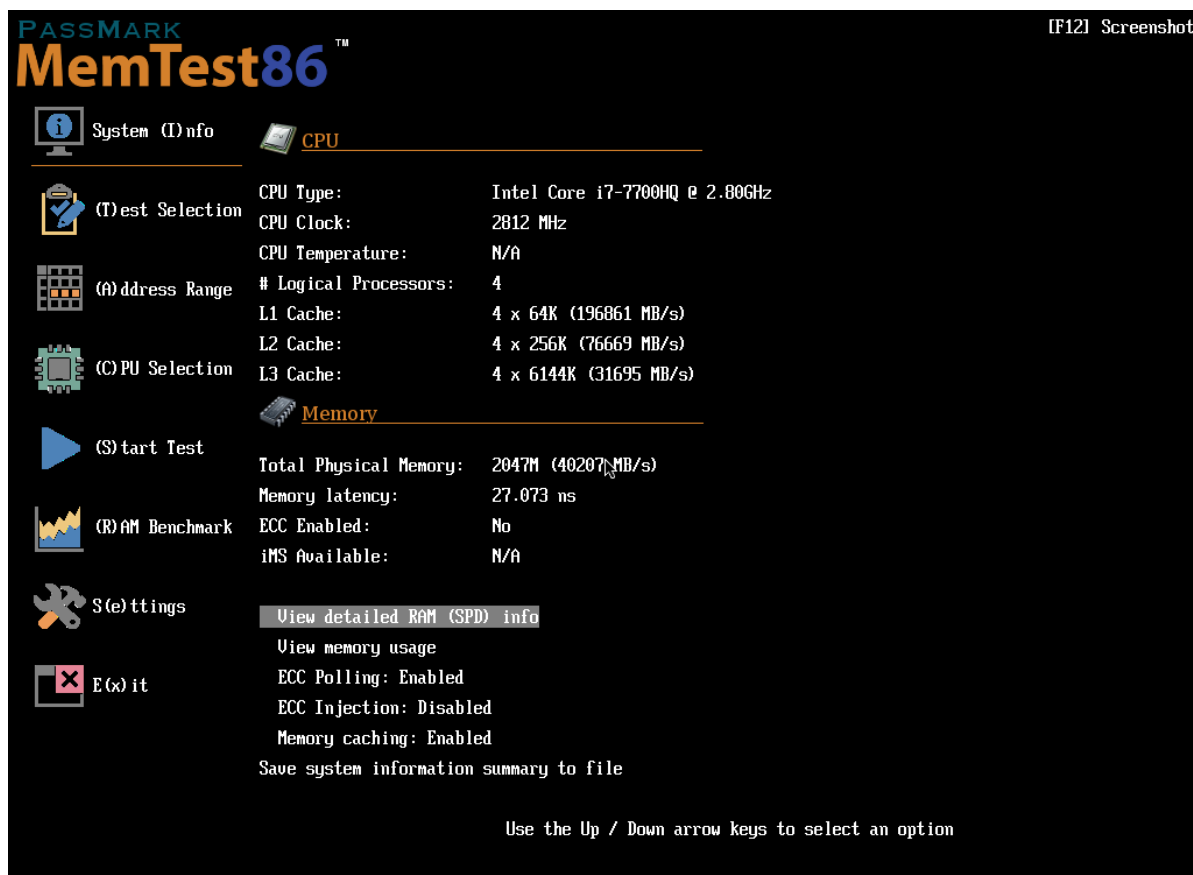 PASSMARK
MemTest86™
[F12] Screenshot
System (I)nfo
(T)est Selection
(A)ddress Range
(C)PU Selection
(S)tart Test
(R)AM Benchmark
S(e)ttings
E(x)it
CPU
CPU Type: Intel Core i7-7700HQ @ 2.80GHz
CPU Clock: 2812 MHz
CPU Temperature: N/A
# Logical Processors: 4
L1 Cache: 4 x 64K (196861 MB/s)
L2 Cache: 4 x 256K (76669 MB/s)
L3 Cache: 4 x 6144K (31695 MB/s)
Memory
Total Physical Memory: 2047M (40207 MB/s)
Memory latency: 27.073 ns
ECC Enabled: No
iMS Available: N/A
View detailed RAM (SPD) info
View memory usage
ECC Polling: Enabled
ECC Injection: Disabled
Memory caching: Enabled
Save system information summary to file
Use the Up / Down arrow keys to select an option